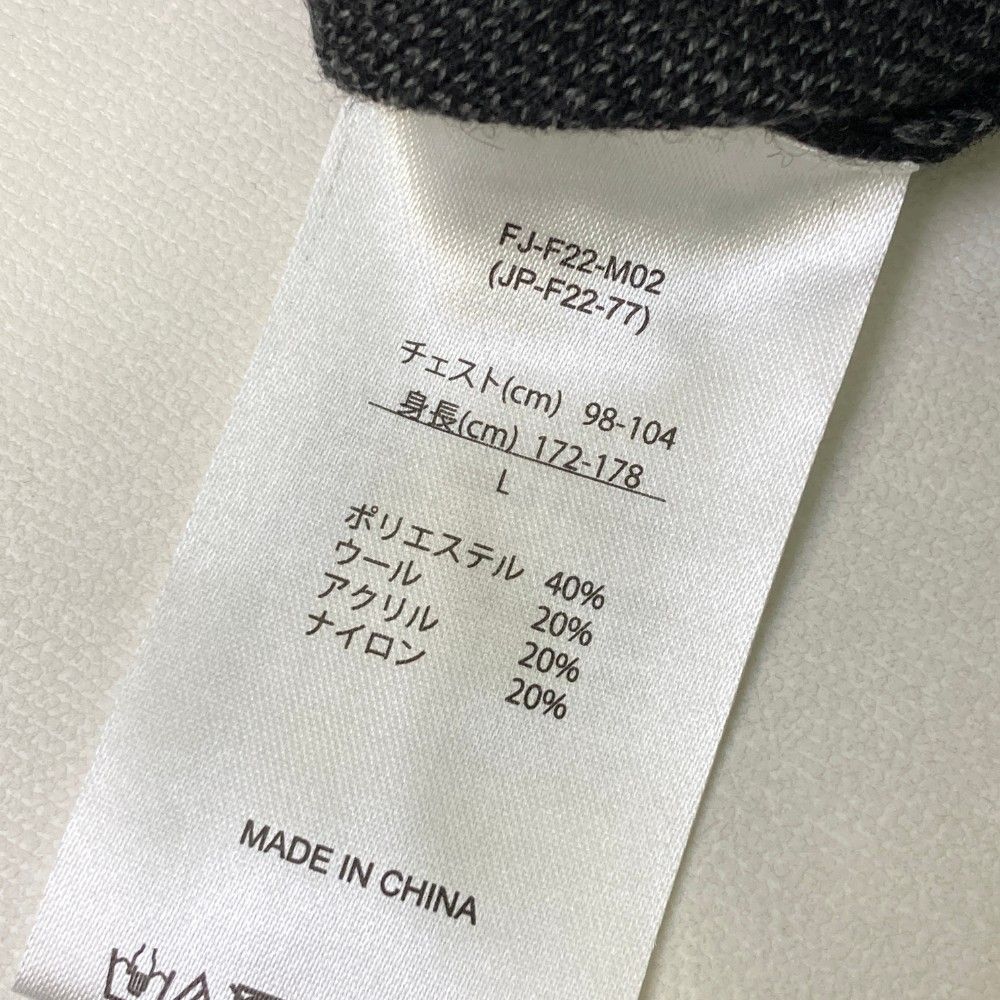 FJ-F22-M02
(JP-F22-77)
チェスト(cm) 98-104
身長(cm) 172-178
L
ポリエステル 40%
ウール 20%
アクリル 20%
ナイロン 20%
MADE IN CHINA